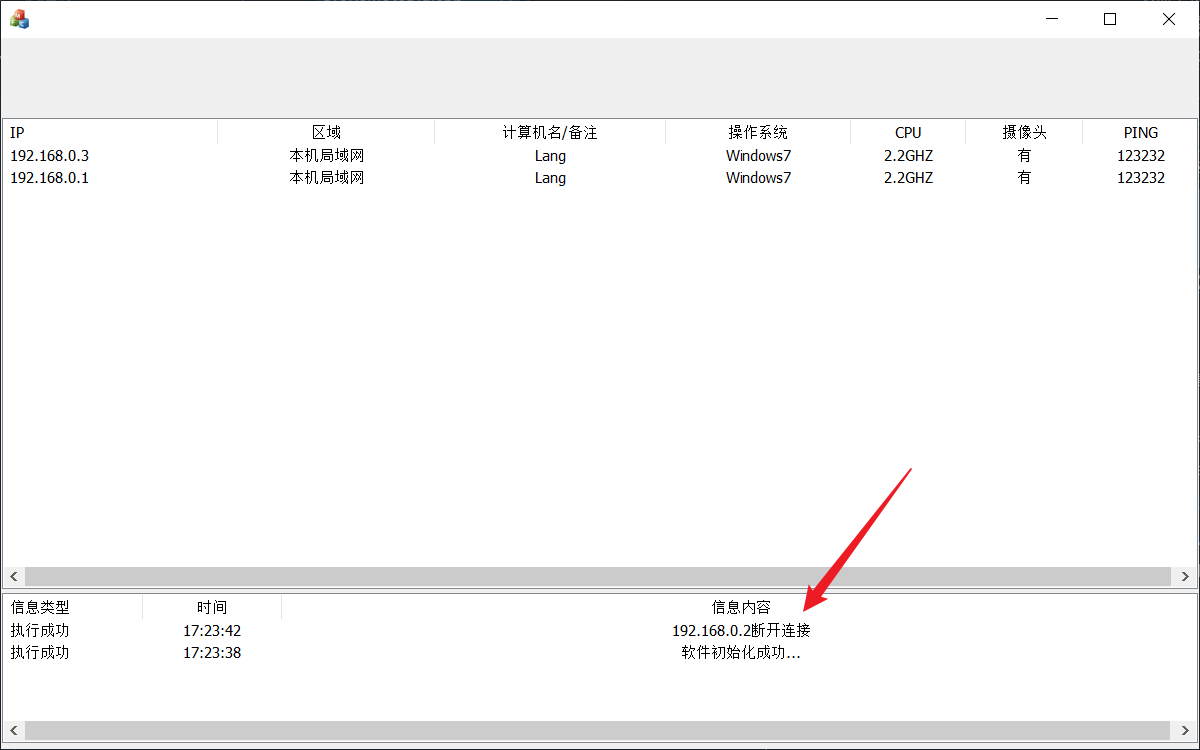 IP 区域 计算机名/备注 操作系统 CPU 摄像头 PING
192.168.0.3 本机局域网 Lang Windows7 2.2GHZ 有 123232
192.168.0.1 本机局域网 Lang Windows7 2.2GHZ 有 123232
信息类型 时间 信息内容
执行成功 17:23:42 192.168.0.2断开连接
执行成功 17:23:38 软件初始化成功...